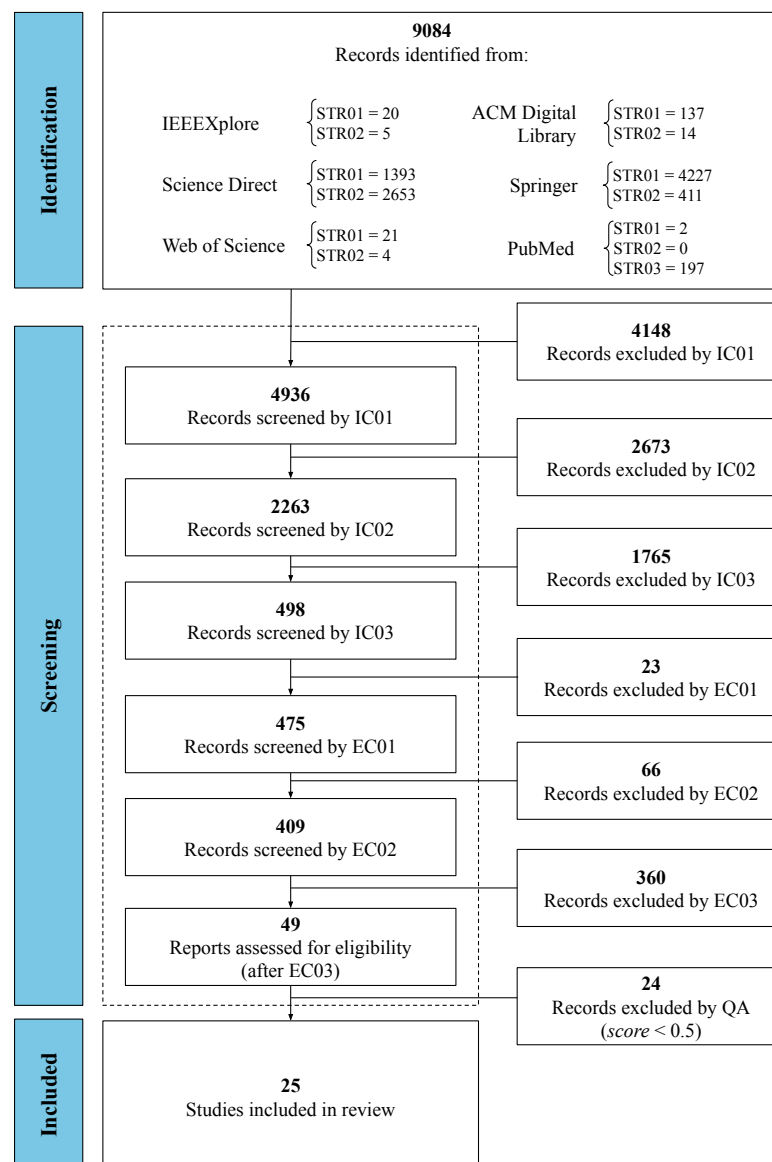 Identification
9084
Records identified from:
IEEEXplore
STR01 = 20
STR02 = 5
ACM Digital
Library
STR01 = 137
STR02 = 14
Science Direct
STR01 = 1393
STR02 = 2653
Springer
STR01 = 4227
STR02 = 411
Web of Science
STR01 = 21
STR02 = 4
PubMed
STR01 = 2
STR02 = 0
STR03 = 197
Screening
4148
Records excluded by IC01
4936
Records screened by IC01
2673
Records excluded by IC02
2263
Records screened by IC02
1765
Records excluded by IC03
498
Records screened by IC03
23
Records excluded by EC01
475
Records screened by EC01
66
Records excluded by EC02
409
Records screened by EC02
360
Records excluded by EC03
49
Reports assessed for eligibility
(after EC03)
24
Records excluded by QA
(score < 0.5)
Included
25
Studies included in review